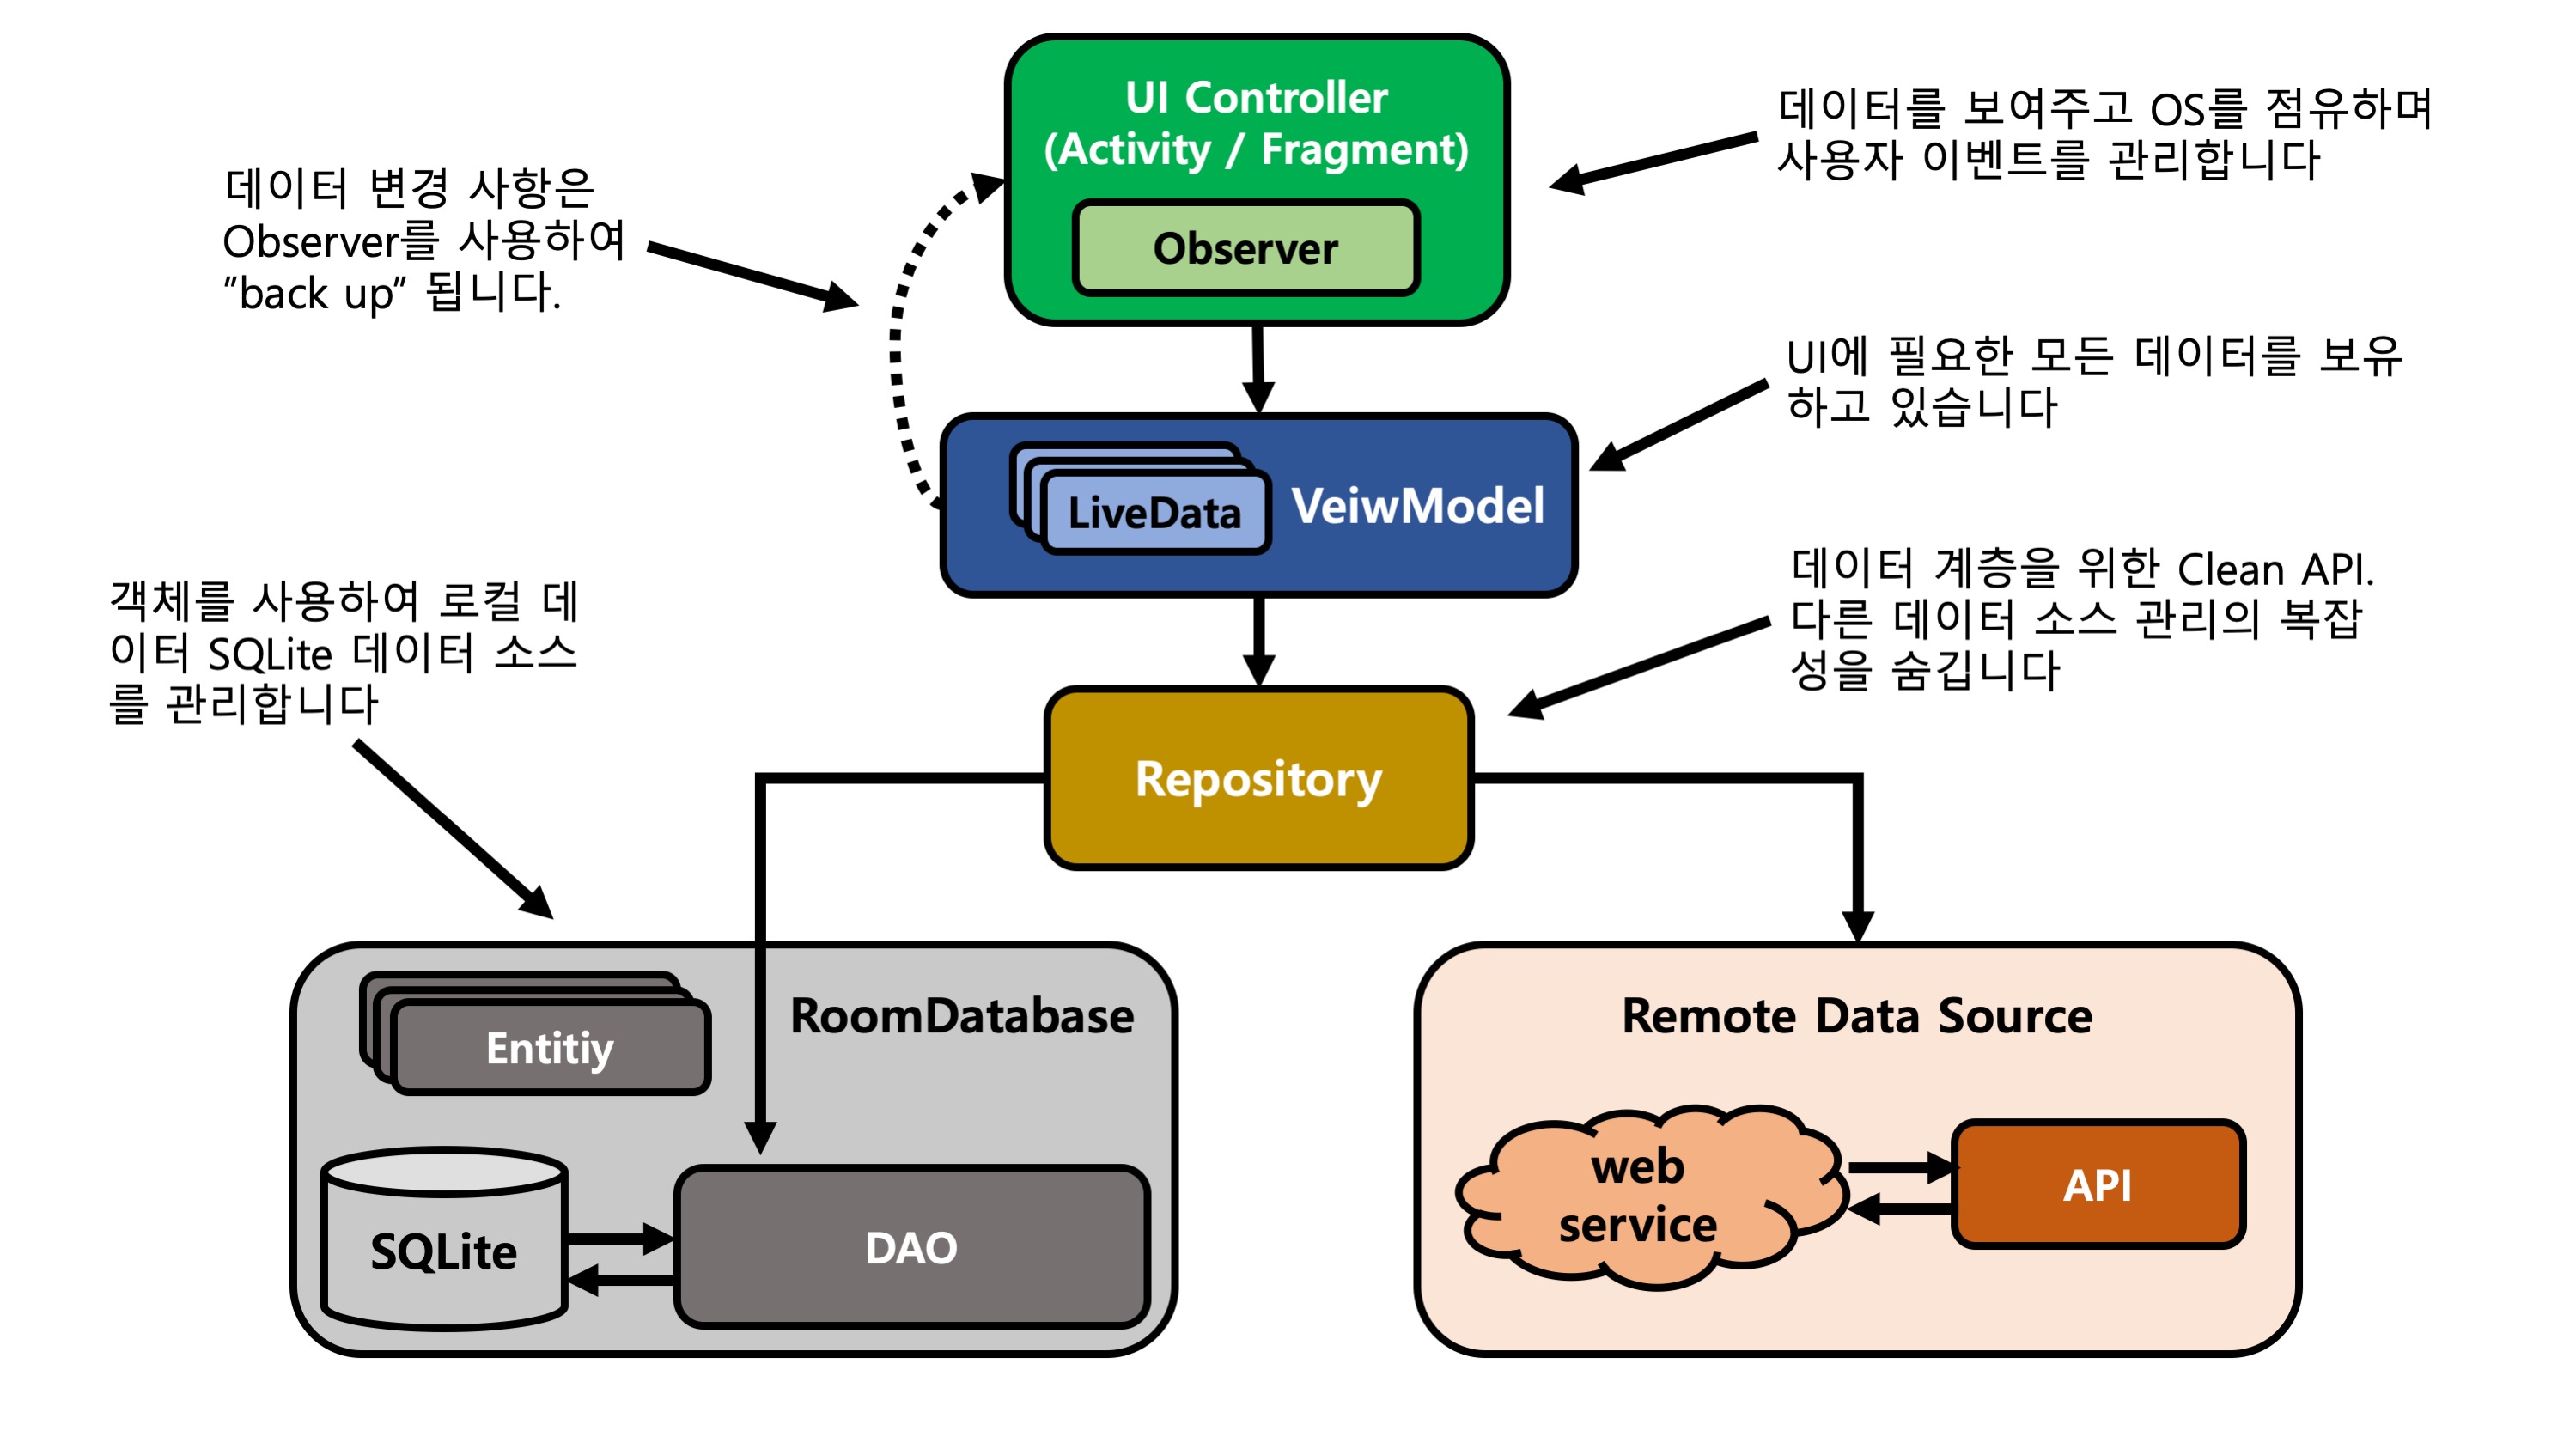 UI Controller
(Activity / Fragment)
Observer
데이터를 보여주고 OS를 점유하며
사용자 이벤트를 관리합니다
데이터 변경 사항은
Observer를 사용하여
”back up” 됩니다.
UI에 필요한 모든 데이터를 보유
하고 있습니다
LiveData
VeiwModel
데이터 계층을 위한 Clean API.
다른 데이터 소스 관리의 복잡
성을 숨깁니다
객체를 사용하여 로컬 데
이터 SQLite 데이터 소스
를 관리합니다
Repository
Entitiy
RoomDatabase
SQLite
DAO
Remote Data Source
web
service
API